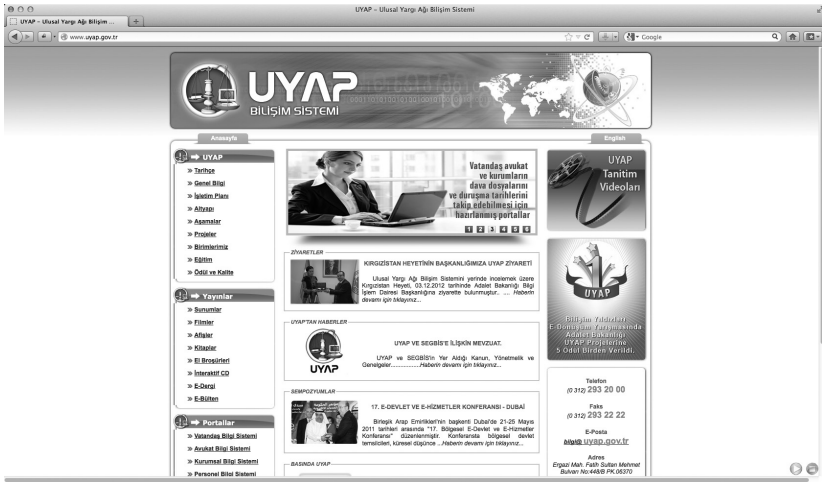 UYAP – Ulusal Yargı Ağı Bilişim Sistemi
UYAP – Ulusal Yargı Ağı Bilişim ...
www.uyap.gov.tr
Google
UYAP
BİLİŞİM SİSTEMİ
Anasayfa
English
UYAP
Tarihçe
Genel Bilgi
İşletim Planı
Altyapı
Aşamalar
Projeler
Birimlerimiz
Eğitim
Ödül ve Kalite
Yayınlar
Sunumlar
Filmler
Afişler
Kitaplar
El Broşürleri
İnteraktif CD
E-Dergi
E-Bülten
Portallar
Vatandaş Bilgi Sistemi
Avukat Bilgi Sistemi
Kurumsal Bilgi Sistemi
Personel Bilgi Sistemi
Vatandaş avukat
ve kurumların
dava dosyalarını
ve duruşma tarihlerini
takip edebilmesi için
hazırlanmış portallar
1 2 3 4 5 6
ZİYARETLER
KIRGIZİSTAN HEYETİNİN BAŞKANLIĞIMIZA UYAP ZİYARETİ
Ulusal Yargı Ağı Bilişim Sistemini yerinde incelemek üzere
Kırgızistan Heyeti, 03.12.2012 tarihinde Adalet Bakanlığı Bilgi
İşlem Dairesi Başkanlığına ziyarette bulunmuştur.. .... Haberin
devamı için tıklayınız...
UYAP'TAN HABERLER
UYAP
UYAP VE SEGBİS'E İLİŞKİN MEVZUAT.
UYAP ve SEGBİS'in Yer Aldığı Kanun, Yönetmelik ve
Genelgeler..................Haberin devamı için tıklayınız...
SEMPOZYUMLAR
17. E-DEVLET VE E-HİZMETLER KONFERANSI - DUBAİ
Birleşik Arap Emirlikleri'nin başkenti Dubai'de 21-25 Mayıs
2011 tarihleri arasında "17. Bölgesel E-Devlet ve E-Hizmetler
Konferansı" düzenlenmiştir. Konferansta bölgesel devlet
temsilcileri, küresel düşünce ...Haberin devamı için tıklayınız...
BASINDA UYAP
UYAP
Tanıtım
Videoları
1
UYAP
Bilişim Yıldızları
E-Dönüşüm Yarışmasında
Adalet Bakanlığı
UYAP Projelerine
5 Ödül Birden Verildi.
Telefon
(0 312) 293 20 00
Faks
(0 312) 293 22 22
E-Posta
bilgi@uyap.gov.tr
Adres
Ergazi Mah. Fatih Sultan Mehmet
Bulvarı No:448/B PK.06370